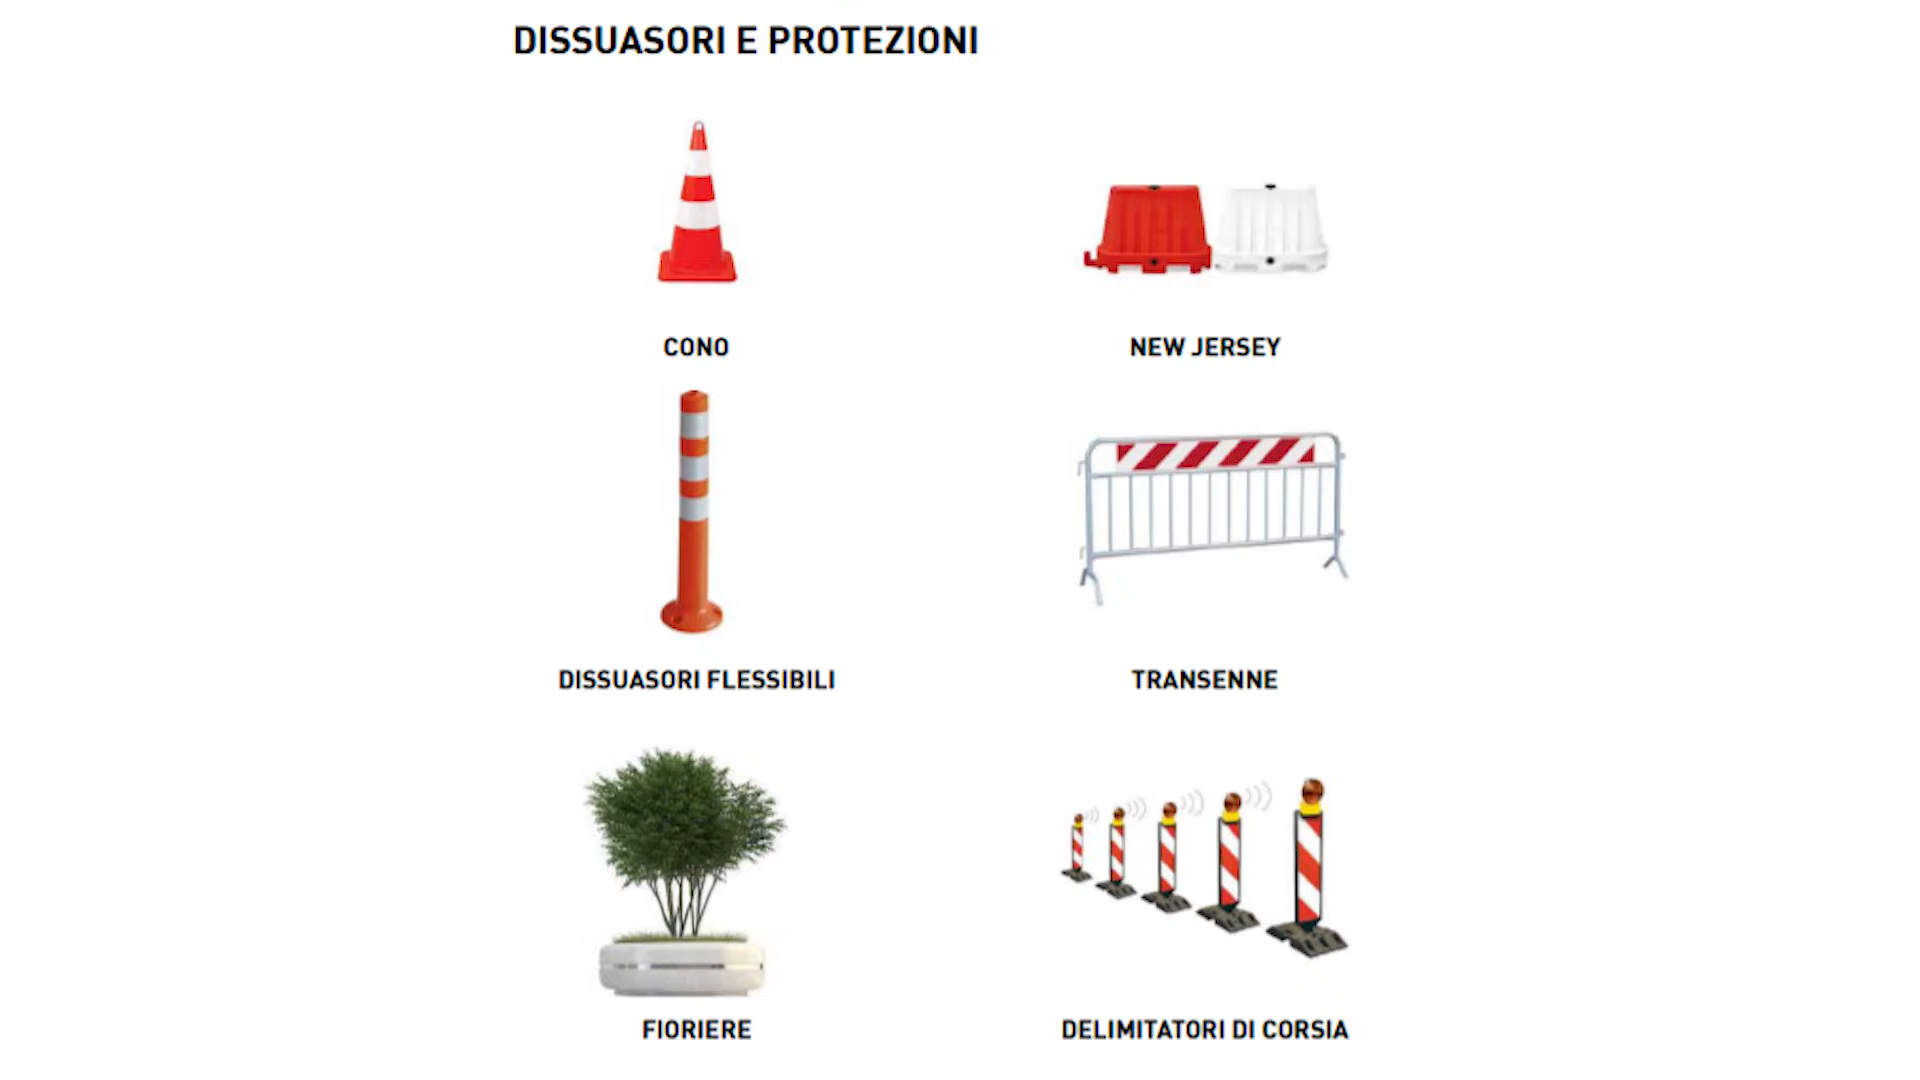 DISSUASORI E PROTEZIONI
CONO
NEW JERSEY
DISSUASORI FLESSIBILI
TRANSENNE
FIORIERE
DELIMITATORI DI CORSIA